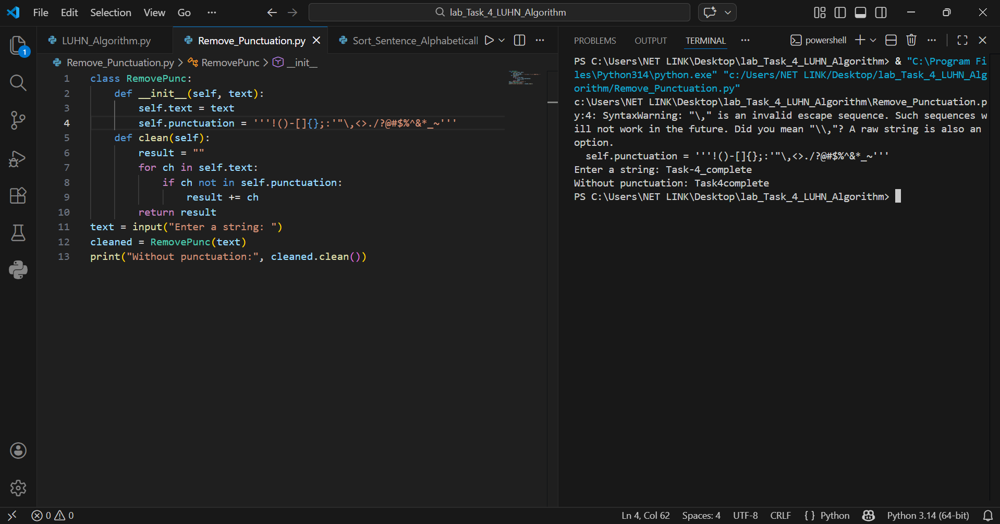 File Edit Selection View Go ··· lab_Task_4_LUHN_Algorithm
1
LUHN_Algorithm.py Remove_Punctuation.py Sort_Sentence_Alphabeticall
Remove_Punctuation.py > RemovePunc > __init__
1 class RemovePunc:
2 def __init__(self, text):
3 self.text = text
4 self.punctuation = '''!()-[]{};:'"\,<>./?@#$%^&*_~'''
5 def clean(self):
6 result = ""
7 for ch in self.text:
8 if ch not in self.punctuation:
9 result += ch
10 return result
11 text = input("Enter a string: ")
12 cleaned = RemovePunc(text)
13 print("Without punctuation:", cleaned.clean())
PROBLEMS OUTPUT TERMINAL ··· powershell
PS C:\Users\NET LINK\Desktop\lab_Task_4_LUHN_Algorithm> & "C:\Program Fi
les\Python314\python.exe" "c:/Users/NET LINK/Desktop/lab_Task_4_LUHN_Alg
orithm/Remove_Punctuation.py"
c:\Users\NET LINK\Desktop\lab_Task_4_LUHN_Algorithm\Remove_Punctuation.p
y:4: SyntaxWarning: "\," is an invalid escape sequence. Such sequences w
ill not work in the future. Did you mean "\\,"? A raw string is also an
option.
self.punctuation = '''!()-[]{};:'"\,<>./?@#$%^&*_~'''
Enter a string: Task-4_complete
Without punctuation: Task4complete
PS C:\Users\NET LINK\Desktop\lab_Task_4_LUHN_Algorithm>
0 0 Ln 4, Col 62 Spaces: 4 UTF-8 CRLF {} Python Python 3.14 (64-bit)